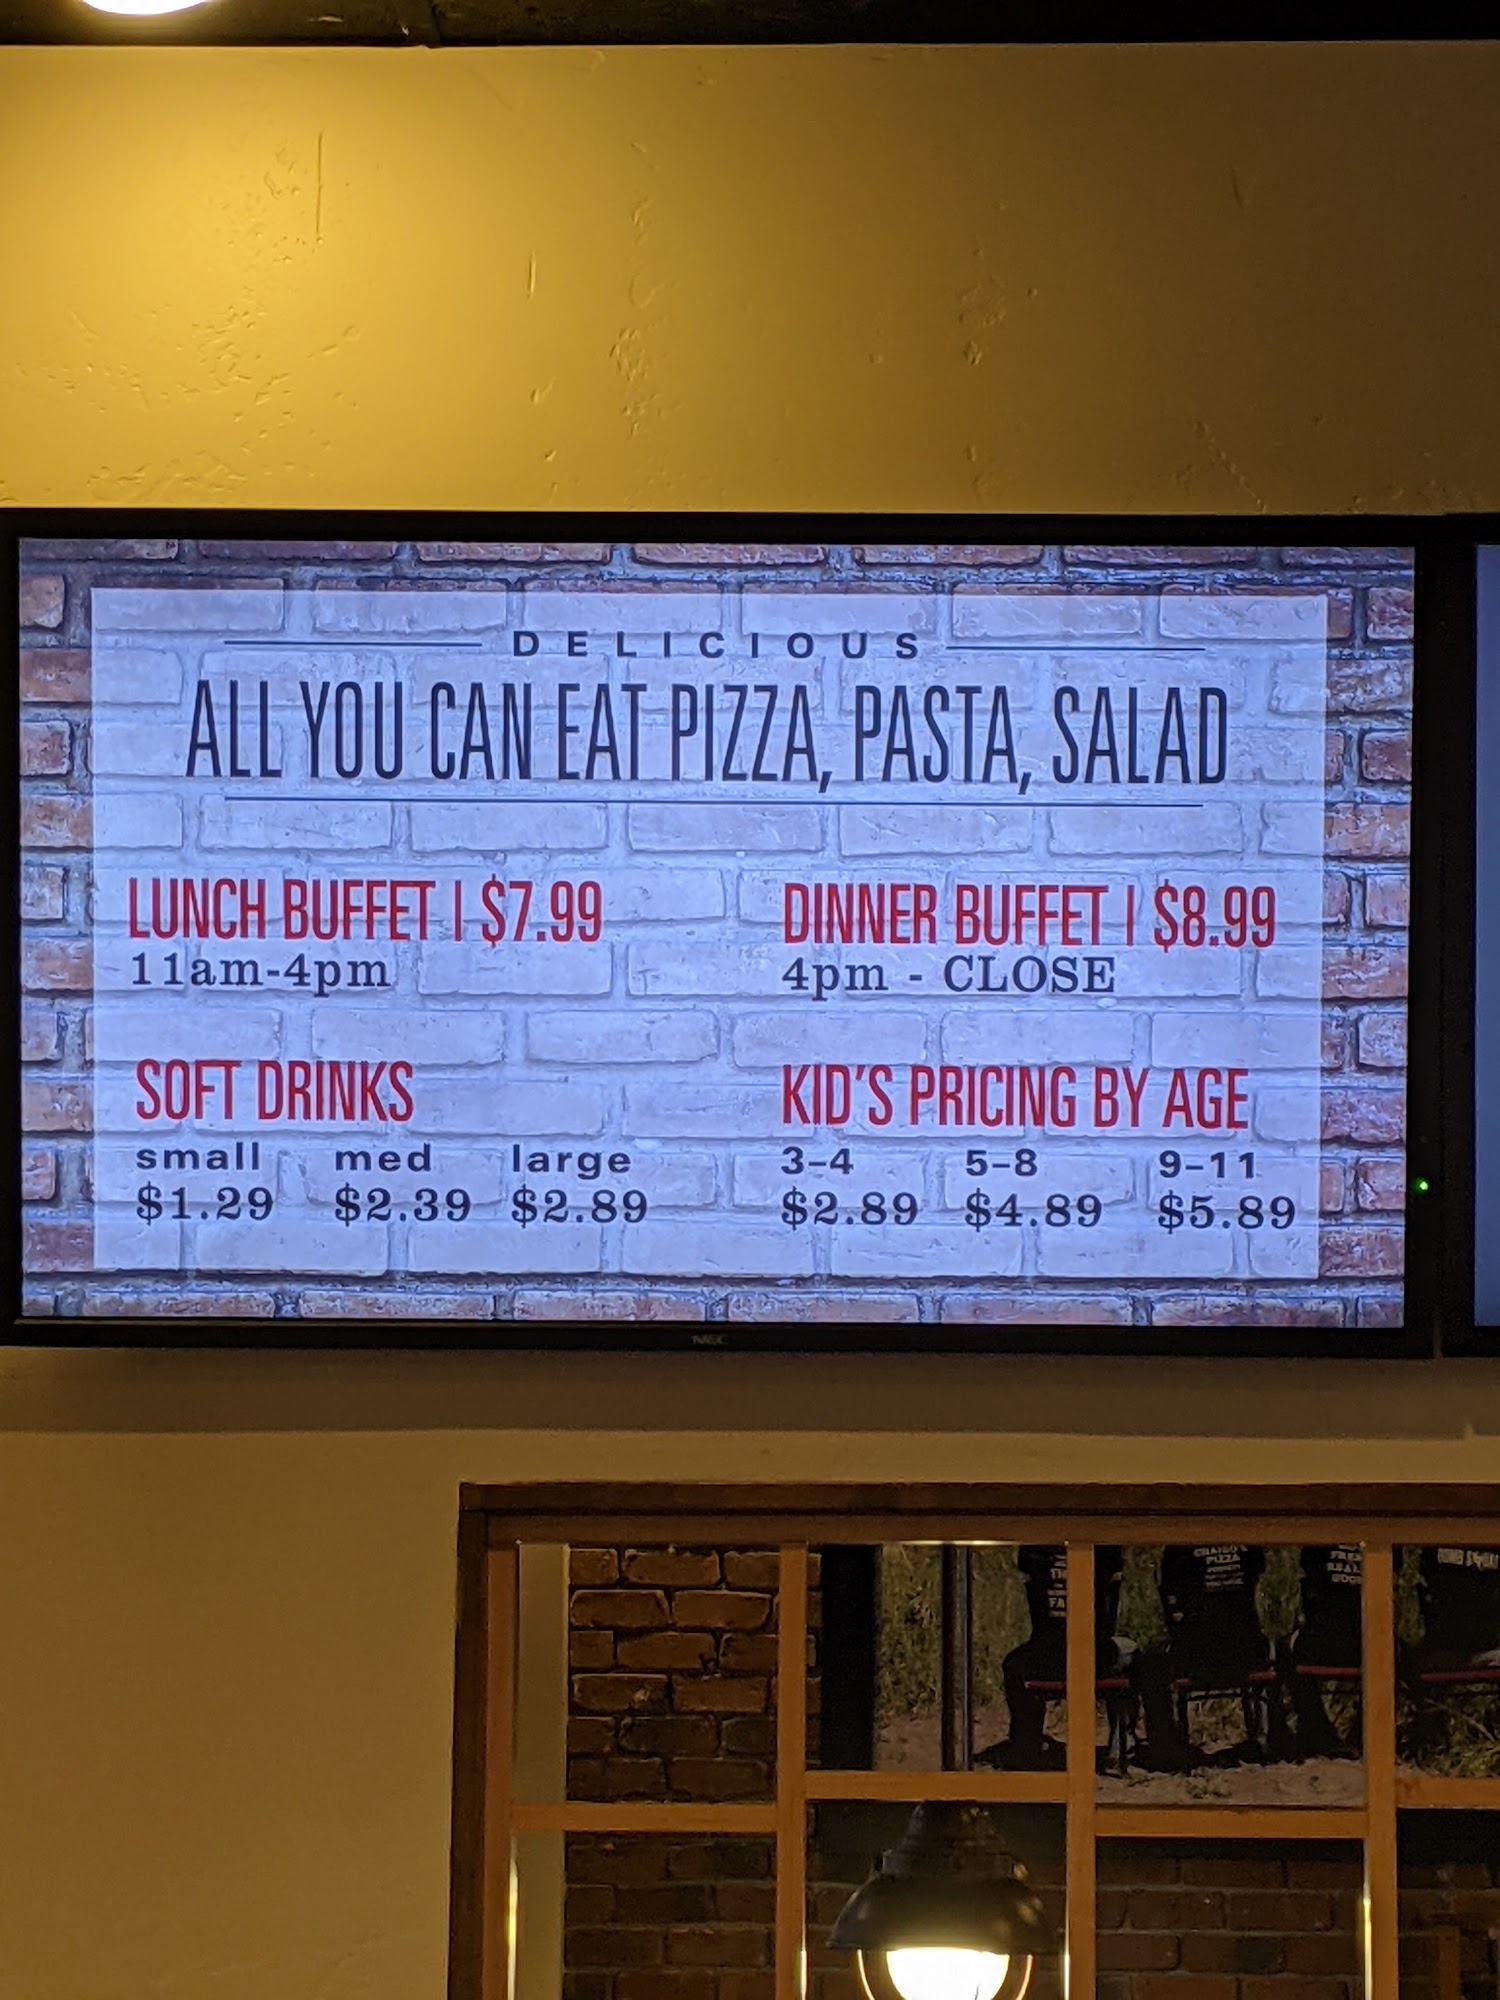 DELICIOUS
ALL YOU CAN EAT PIZZA, PASTA, SALAD
LUNCH BUFFET | $7.99
11am-4pm
DINNER BUFFET | $8.99
4pm - CLOSE
SOFT DRINKS
small med large
$1.29 $2.39 $2.89
KID'S PRICING BY AGE
3-4 5-8 9-11
$2.89 $4.89 $5.89
NEC
PIZZA